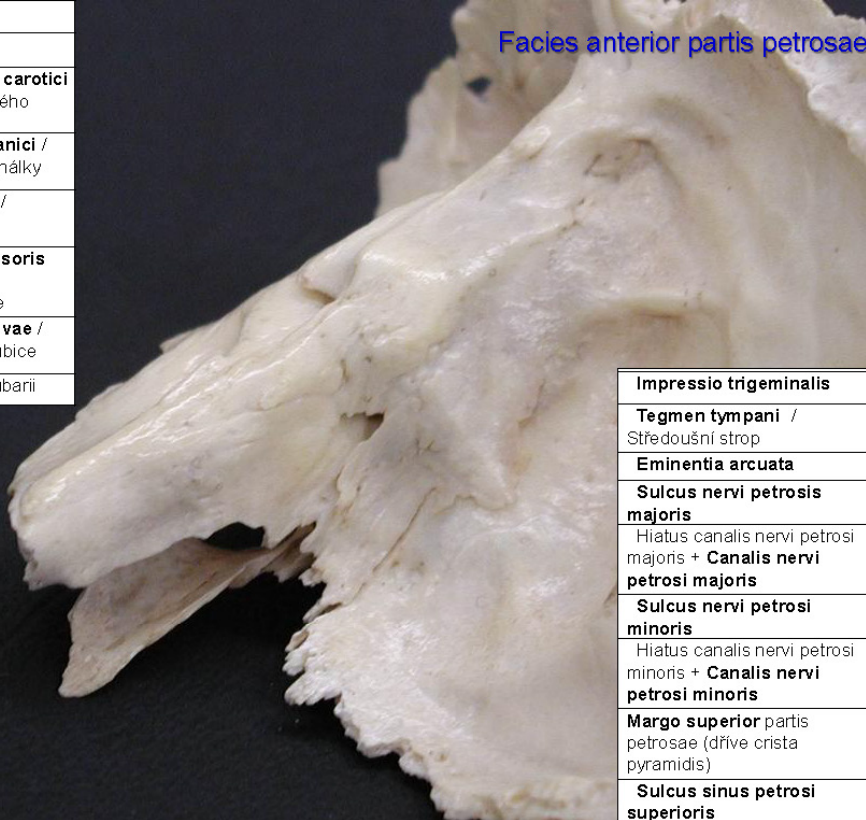 Facies anterior partis petrosae
carotici
ého
anici /
nálky
/
soris
e
vae /
ubice
ubarii
Impressio trigeminalis
Tegmen tympani /
Středoušní strop
Eminentia arcuata
Sulcus nervi petrosis
majoris
Hiatus canalis nervi petrosi
majoris + Canalis nervi
petrosi majoris
Sulcus nervi petrosi
minoris
Hiatus canalis nervi petrosi
minoris + Canalis nervi
petrosi minoris
Margo superior partis
petrosae (dříve crista
pyramidis)
Sulcus sinus petrosi
superioris